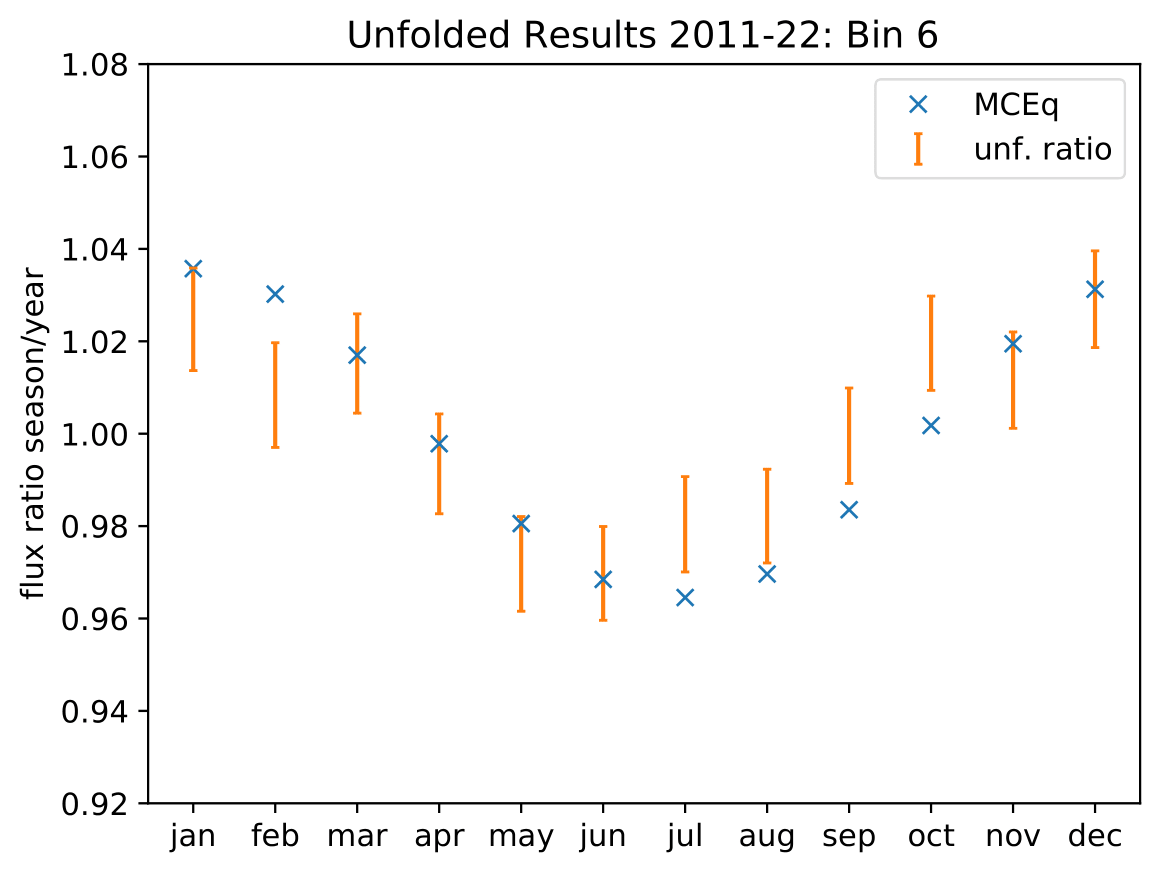 Unfolded Results 2011-22: Bin 6
MCEq
unf. ratio
flux ratio season/year
1.08
1.06
1.04
1.02
1.00
0.98
0.96
0.94
0.92
jan feb mar apr may jun jul aug sep oct nov dec